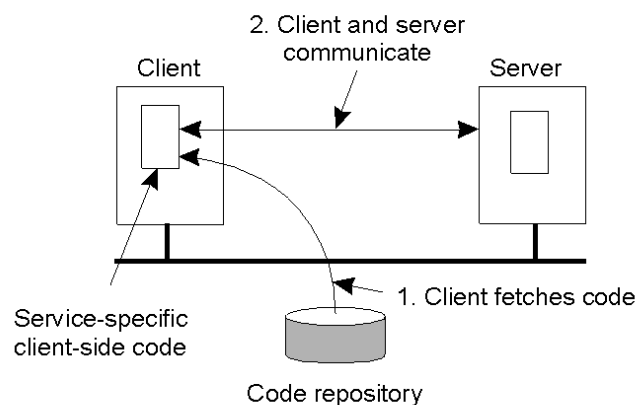 2. Client and server
communicate
Client
Server
1. Client fetches code
Service-specific
client-side code
Code repository